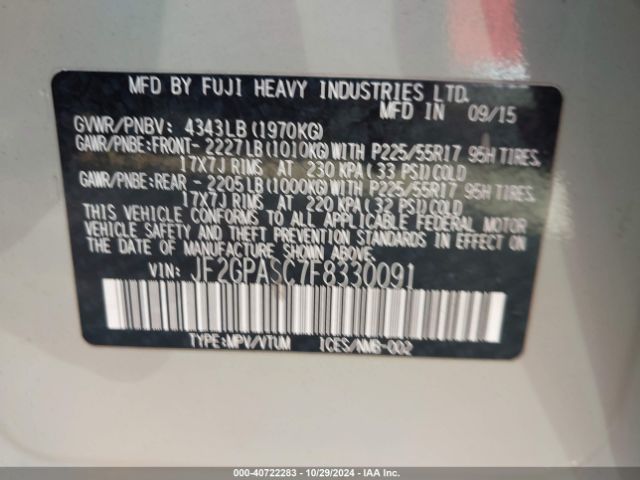 MFD BY FUJI HEAVY INDUSTRIES LTD.
MFD IN 09/15
GVWR/PNBV: 4343LB(1970KG)
GAWR/PNBE:FRONT- 2227LB(1010KG)WITH P225/55R17 95H TIRES,
17X7J RIMS AT 230 KPA(33 PSI)COLD
GAWR/PNBE:REAR - 2205LB(1000KG)WITH P225/55R17 95H TIRES,
17X7J RIMS AT 220 KPA(32 PSI)COLD
THIS VEHICLE CONFORMS TO ALL APPLICABLE FEDERAL MOTOR
VEHICLE SAFETY AND THEFT PREVENTION STANDARDS IN EFFECT ON
THE DATE OF MANUFACTURE SHOWN ABOVE.
VIN: JF2GPASC7F8330091
TYPE:MPV/VTUM ICES/NMB-002
000-40722283 - 10/29/2024 - IAAI.COM